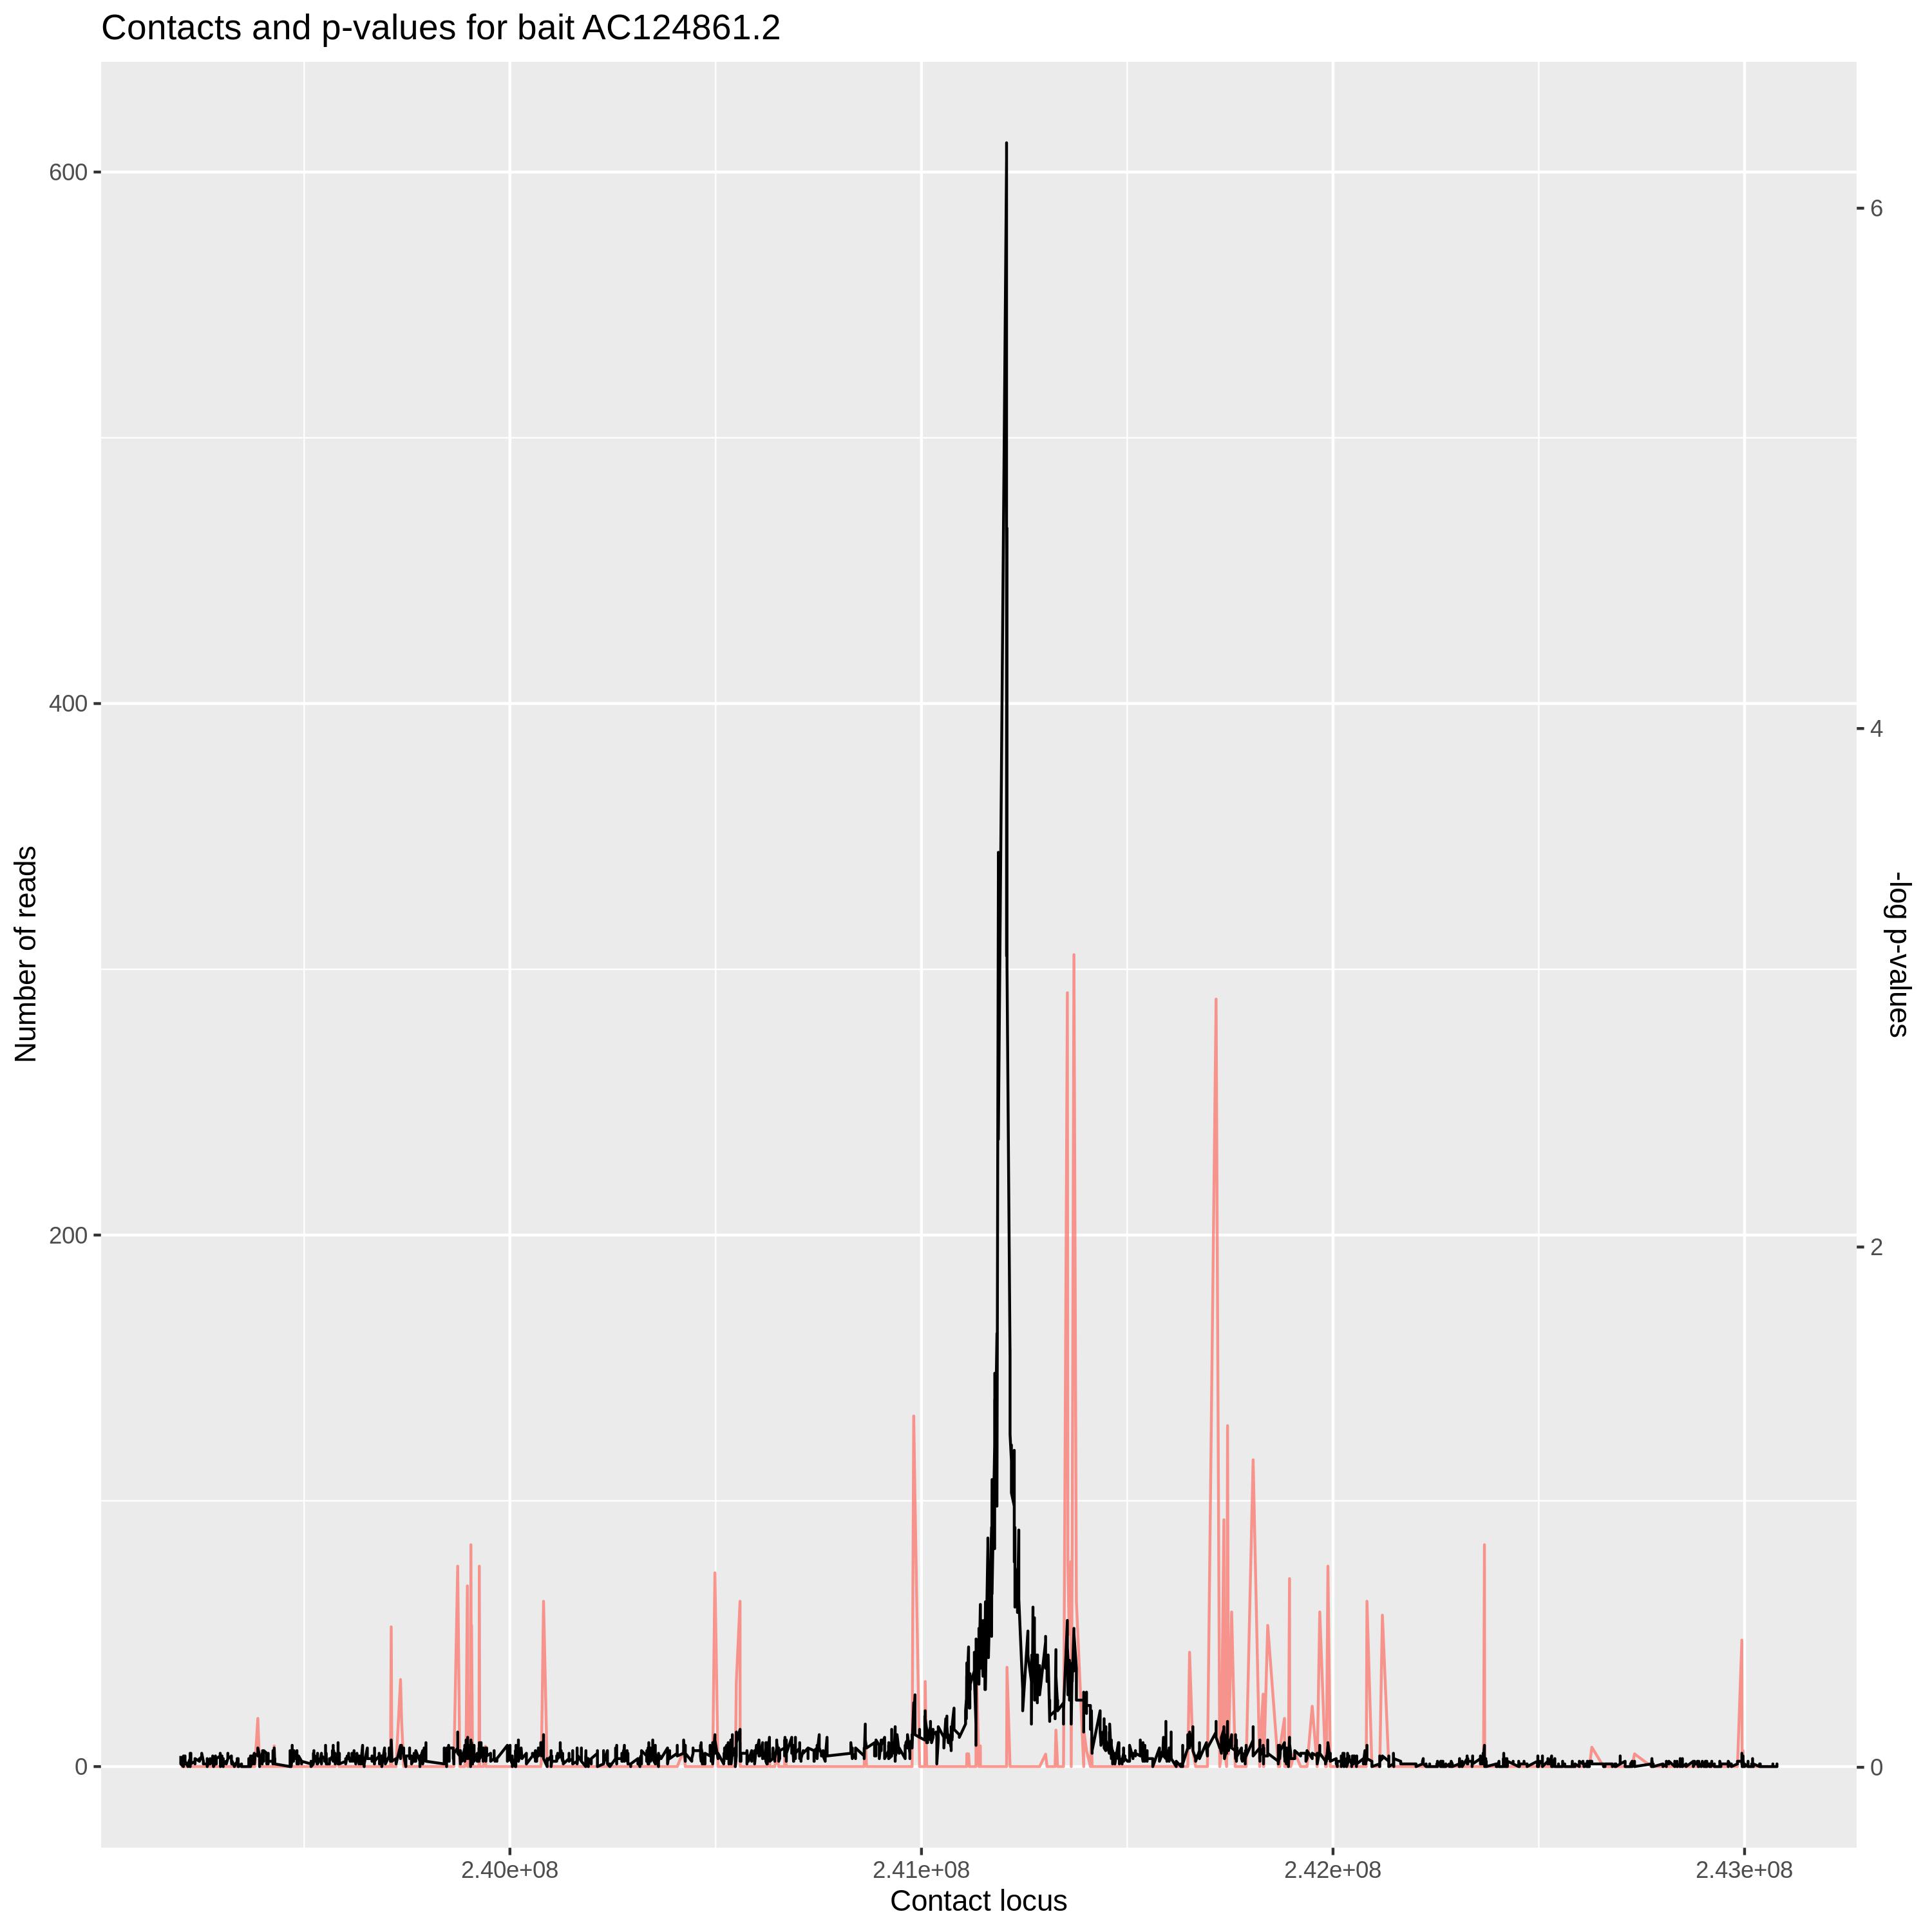 Contacts and p-values for bait AC124861.2
600
400
200
0
Number of reads
6
4
2
0
-log p-values
2.40e+08
2.41e+08
2.42e+08
2.43e+08
Contact locus